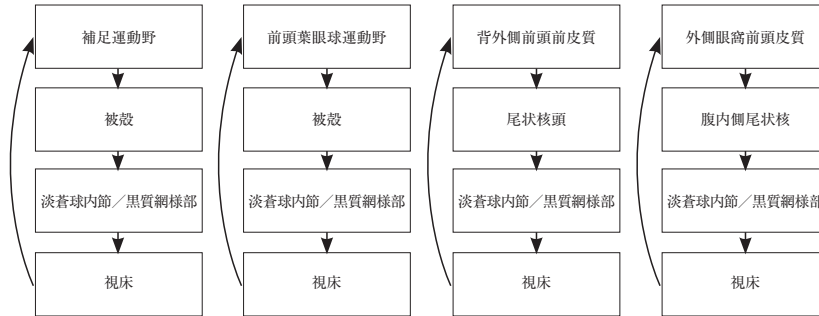 補足運動野
被殻
淡蒼球内節／黒質網様部
視床
前頭葉眼球運動野
被殻
淡蒼球内節／黒質網様部
視床
背外側前頭前皮質
尾状核頭
淡蒼球内節／黒質網様部
視床
外側眼窩前頭皮質
腹内側尾状核
淡蒼球内節／黒質網様部
視床